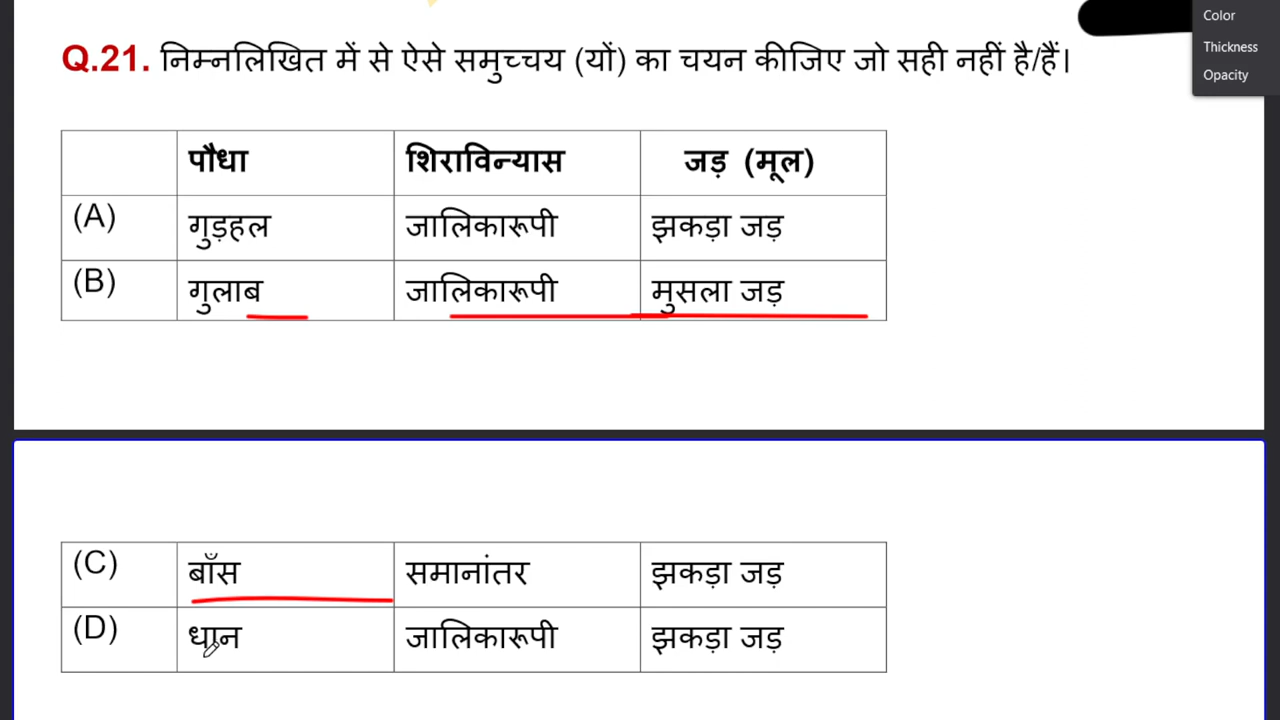 Color
Thickness
Opacity
Q.21. निम्नलिखित में से ऐसे समुच्चय (यों) का चयन कीजिए जो सही नहीं है/हैं।
पौधा शिराविन्यास जड़ (मूल)
(A) गुड़हल जालिकारूपी झकड़ा जड़
(B) गुलाब जालिकारूपी मुसला जड़
(C) बाँस समानांतर झकड़ा जड़
(D) धान जालिकारूपी झकड़ा जड़